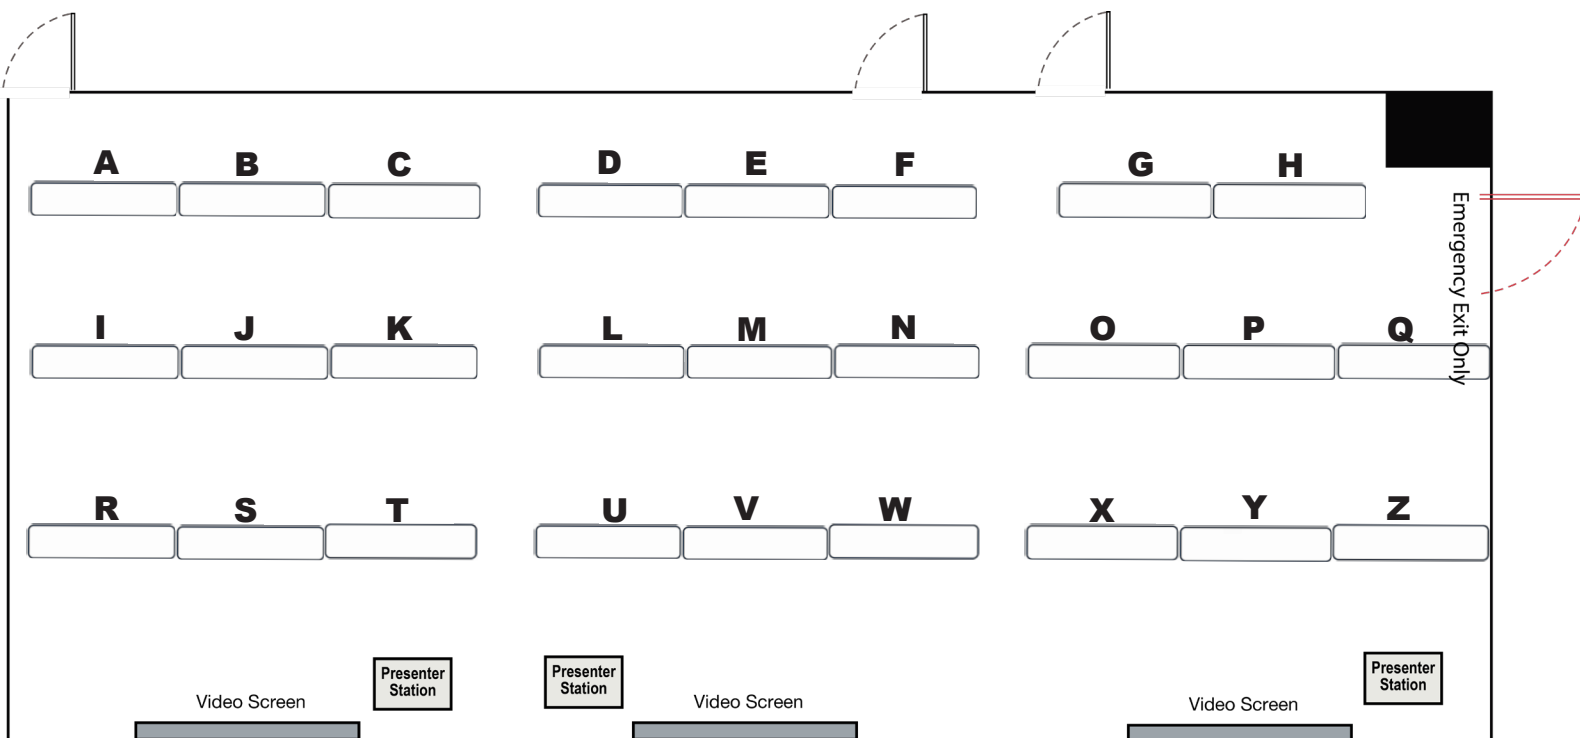 A B C D E F G H
Emergency Exit Only
I J K L M N O P Q
R S T U V W X Y Z
Presenter
Station
Presenter
Station
Presenter
Station
Video Screen
Video Screen
Video Screen